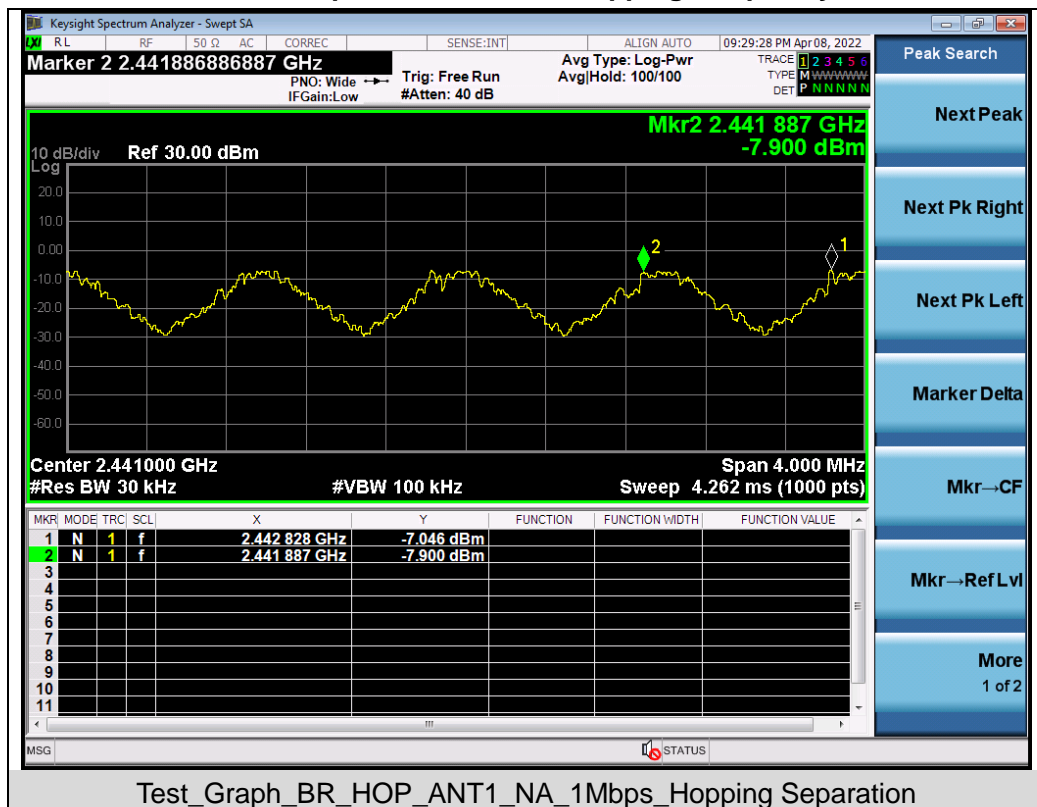 Keysight Spectrum Analyzer - Swept SA
LXI RL RF 50 Ω AC CORREC SENSE:INT ALIGN AUTO 09:29:28 PM Apr 08, 2022
Marker 2 2.441886886887 GHz
PNO: Wide
IFGain:Low
Trig: Free Run
#Atten: 40 dB
Avg Type: Log-Pwr
Avg|Hold: 100/100
TRACE 1 2 3 4 5 6
TYPE M WWWWW
DET P N N N N N
Mkr2 2.441 887 GHz
-7.900 dBm
10 dB/div Ref 30.00 dBm
Log
20.0
10.0
0.00
-10.0
-20.0
-30.0
-40.0
-50.0
-60.0
2
1
Center 2.441000 GHz Span 4.000 MHz
#Res BW 30 kHz #VBW 100 kHz Sweep 4.262 ms (1000 pts)
MKR MODE TRC SCL X Y FUNCTION FUNCTION WIDTH FUNCTION VALUE
1 N 1 f 2.442 828 GHz -7.046 dBm
2 N 1 f 2.441 887 GHz -7.900 dBm
3
4
5
6
7
8
9
10
11
MSG STATUS
Peak Search
Next Peak
Next Pk Right
Next Pk Left
Marker Delta
Mkr→CF
Mkr→Ref Lvl
More
1 of 2
Test_Graph_BR_HOP_ANT1_NA_1Mbps_Hopping Separation